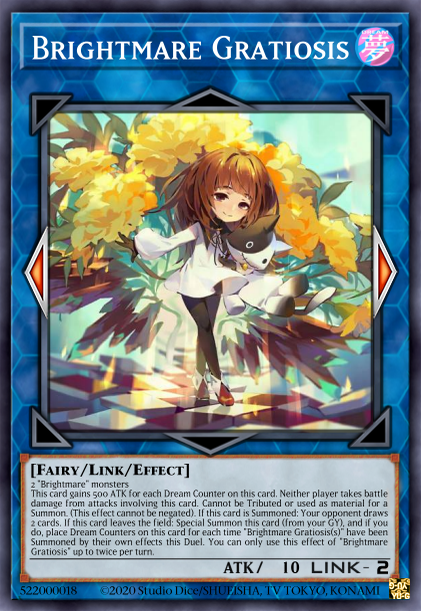 BRIGHTMARE GRATIOSIS
DREAM
夢
[FAIRY/LINK/EFFECT]
2 "Brightmare" monsters
This card gains 500 ATK for each Dream Counter on this card. Neither player takes battle
damage from attacks involving this card. Cannot be Tributed or used as material for a
Summon. (This effect cannot be negated). If this card is Summoned: Your opponent draws
2 cards. If this card leaves the field: Special Summon this card (from your GY), and if you
do, place Dream Counters on this card for each time "Brightmare Gratiosis(s)" have been
Summoned by their own effects this Duel. You can only use this effect of "Brightmare
Gratiosis" up to twice per turn.
ATK/ 10 LINK-2
522000018 ©2020 Studio Dice/SHUEISHA, TV TOKYO, KONAMI